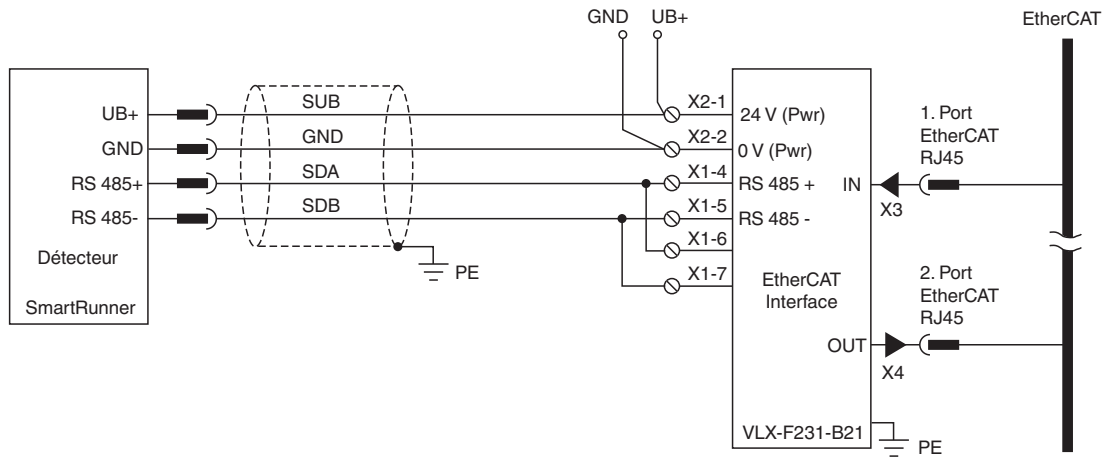 GND UB+
EtherCAT
UB+
GND
RS 485+
RS 485-
Détecteur
SmartRunner
SUB
GND
SDA
SDB
PE
X2-1
X2-2
X1-4
X1-5
X1-6
X1-7
24 V (Pwr)
0 V (Pwr)
RS 485 +
RS 485 -
IN
EtherCAT
Interface
OUT
VLX-F231-B21
PE
X3
1. Port
EtherCAT
RJ45
X4
2. Port
EtherCAT
RJ45